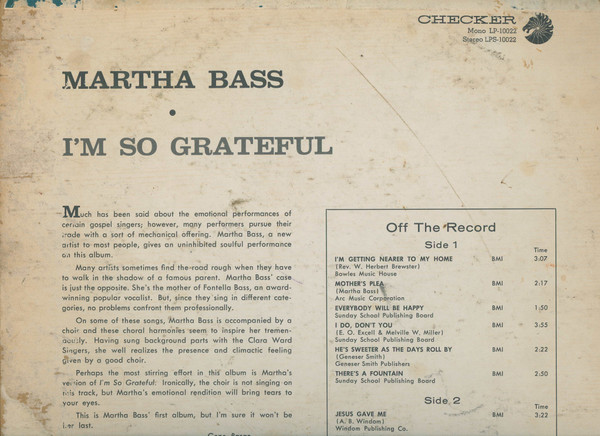 CHECKER
Mono LP-10022
Stereo LPS-10022
MARTHA BASS
•
I'M SO GRATEFUL
Much has been said about the emotional performances of
certain gospel singers; however, many performers pursue their
trade with a sort of mechanical offering. Martha Bass, a new
artist to most people, gives an uninhibited soulful performance
on this album.
Many artists sometimes find the-road rough when they have
to walk in the shadow of a famous parent. Martha Bass' case
is just the opposite. She's the mother of Fontella Bass, an award-
winning popular vocalist. But, since they sing in different cate-
gories, no problems confront them professionally.
On some of these songs, Martha Bass is accompanied by a
choir and these choral harmonies seem to inspire her tremen-
dously. Having sung background parts with the Clara Ward
Singers, she well realizes the presence and climactic feeling
given by a good choir.
Perhaps the most stirring effort in this album is Martha's
version of I'm So Grateful: Ironically, the choir is not singing on
this track, but Martha's emotional rendition will bring tears to
your eyes.
This is Martha Bass' first album, but I'm sure it won't be
her last.
Off The Record
Side 1
Time
I'M GETTING NEARER TO MY HOME BMI 3:07
(Rev. W. Herbert Brewster)
Bowles Music House
MOTHER'S PLEA BMI 2:17
(Martha Bass)
Arc Music Corporation
EVERYBODY WILL BE HAPPY BMI 1:50
Sunday School Publishing Board
I DO, DON'T YOU BMI 3:55
(E. O. Excell & Melville W. Miller)
Sunday School Publishing Board
HE'S SWEETER AS THE DAYS ROLL BY BMI 2:22
(Geneser Smith)
Geneser Smith Publishers
THERE'S A FOUNTAIN BMI 2:50
Sunday School Publishing Board
Side 2
Time
JESUS GAVE ME BMI 3:23
(A. B. Windom)
Windom Publishing Co.